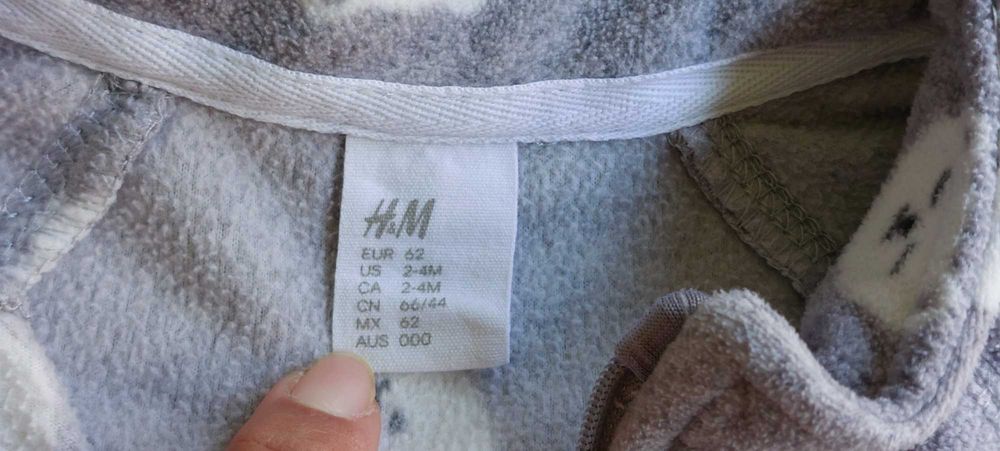 H&M
EUR 62
US 2-4M
CA 2-4M
CN 66/44
MX 62
AUS 000